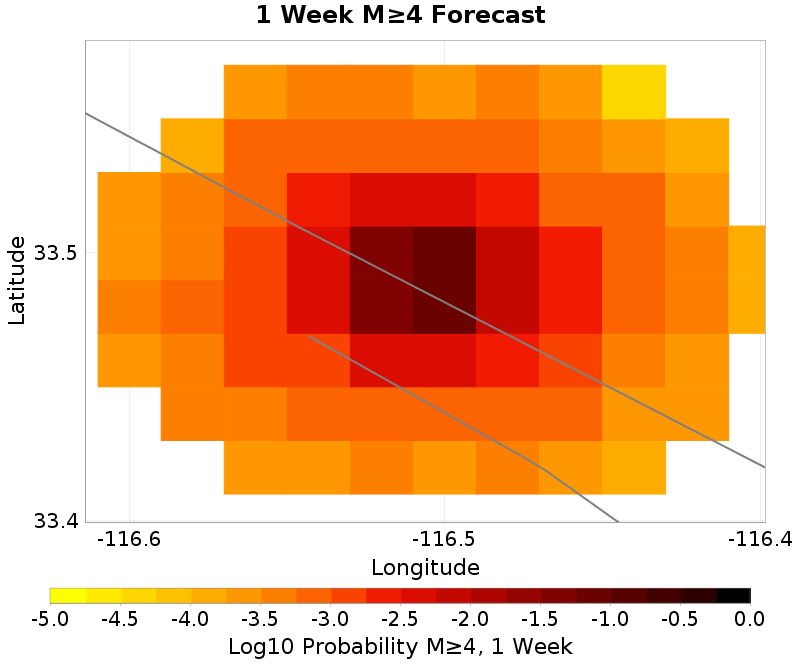 1 Week M≥4 Forecast
Latitude
33.5
33.4
-116.6 -116.5 -116.4
Longitude
-5.0 -4.5 -4.0 -3.5 -3.0 -2.5 -2.0 -1.5 -1.0 -0.5 0.0
Log10 Probability M≥4, 1 Week